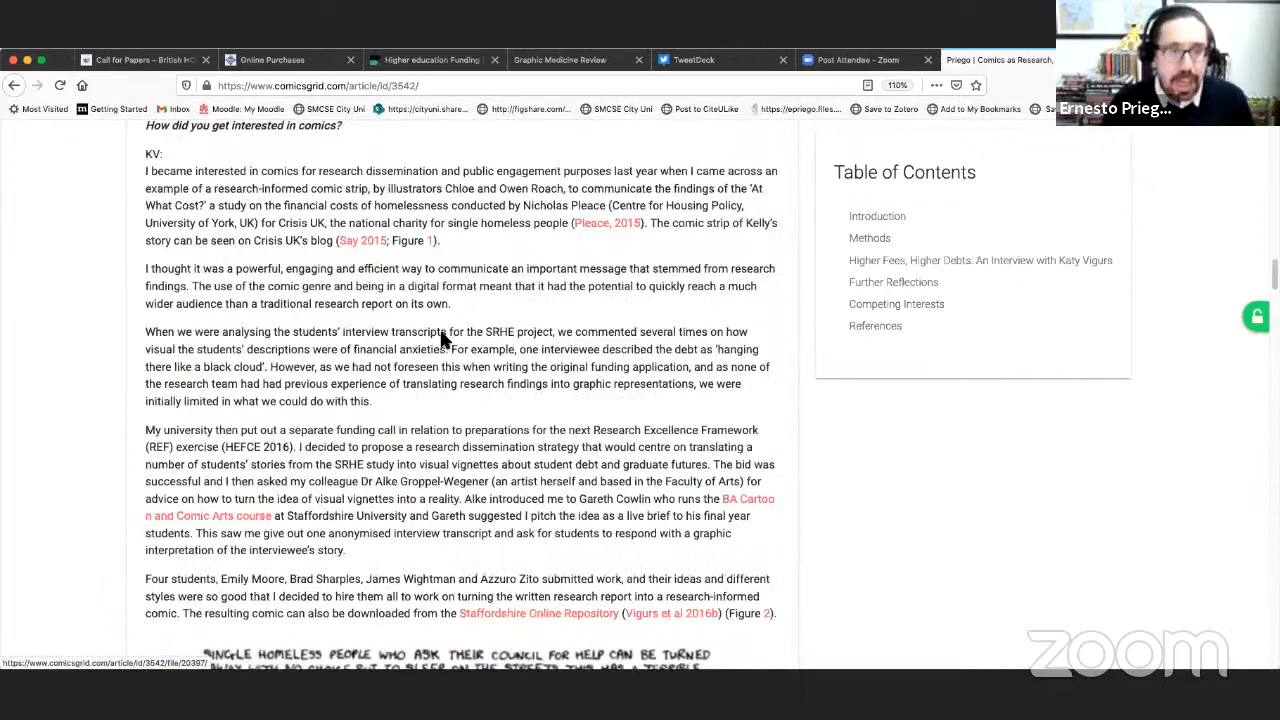 Call for Papers – British HC
Online Purchases
Higher education Funding
Graphic Medicine Review
TweetDeck
Post Attendee - Zoom
Priego | Comics as Research,
https://www.comicsgrid.com/article/id/3542/
110%
Most Visited
Getting Started
Inbox
Moodle: My Moodle
SMCSE City Uni
https://cityuni.share...
http://figshare.com/...
SMCSE City Uni
Post to CiteULike
https://epriego.files...
Save to Zotero
Add to My Bookmarks
Save to
Ernesto Prieg...
How did you get interested in comics?
KV:
I became interested in comics for research dissemination and public engagement purposes last year when I came across an
example of a research-informed comic strip, by illustrators Chloe and Owen Roach, to communicate the findings of the 'At
What Cost?' a study on the financial costs of homelessness conducted by Nicholas Pleace (Centre for Housing Policy,
University of York, UK) for Crisis UK, the national charity for single homeless people (Pleace, 2015). The comic strip of Kelly's
story can be seen on Crisis UK's blog (Say 2015; Figure 1).
I thought it was a powerful, engaging and efficient way to communicate an important message that stemmed from research
findings. The use of the comic genre and being in a digital format meant that it had the potential to quickly reach a much
wider audience than a traditional research report on its own.
When we were analysing the students' interview transcripts for the SRHE project, we commented several times on how
visual the students' descriptions were of financial anxieties. For example, one interviewee described the debt as 'hanging
there like a black cloud'. However, as we had not foreseen this when writing the original funding application, and as none of
the research team had had previous experience of translating research findings into graphic representations, we were
initially limited in what we could do with this.
My university then put out a separate funding call in relation to preparations for the next Research Excellence Framework
(REF) exercise (HEFCE 2016). I decided to propose a research dissemination strategy that would centre on translating a
number of students' stories from the SRHE study into visual vignettes about student debt and graduate futures. The bid was
successful and I then asked my colleague Dr Alke Groppel-Wegener (an artist herself and based in the Faculty of Arts) for
advice on how to turn the idea of visual vignettes into a reality. Alke introduced me to Gareth Cowlin who runs the BA Cartoo
n and Comic Arts course at Staffordshire University and Gareth suggested I pitch the idea as a live brief to his final year
students. This saw me give out one anonymised interview transcript and ask for students to respond with a graphic
interpretation of the interviewee's story.
Four students, Emily Moore, Brad Sharples, James Wightman and Azzuro Zito submitted work, and their ideas and different
styles were so good that I decided to hire them all to work on turning the written research report into a research-informed
comic. The resulting comic can also be downloaded from the Staffordshire Online Repository (Vigurs et al 2016b) (Figure 2).
SINGLE HOMELESS PEOPLE WHO ASK THEIR COUNCIL FOR HELP CAN BE TURNED
AWAY WITH NO CHOICE BUT TO SLEEP ON THE STREETS. THIS HAS A TERRIBLE
https://www.comicsgrid.com/article/id/3542/file/20397/
Table of Contents
Introduction
Methods
Higher Fees, Higher Debts: An Interview with Katy Vigurs
Further Reflections
Competing Interests
References
zoom